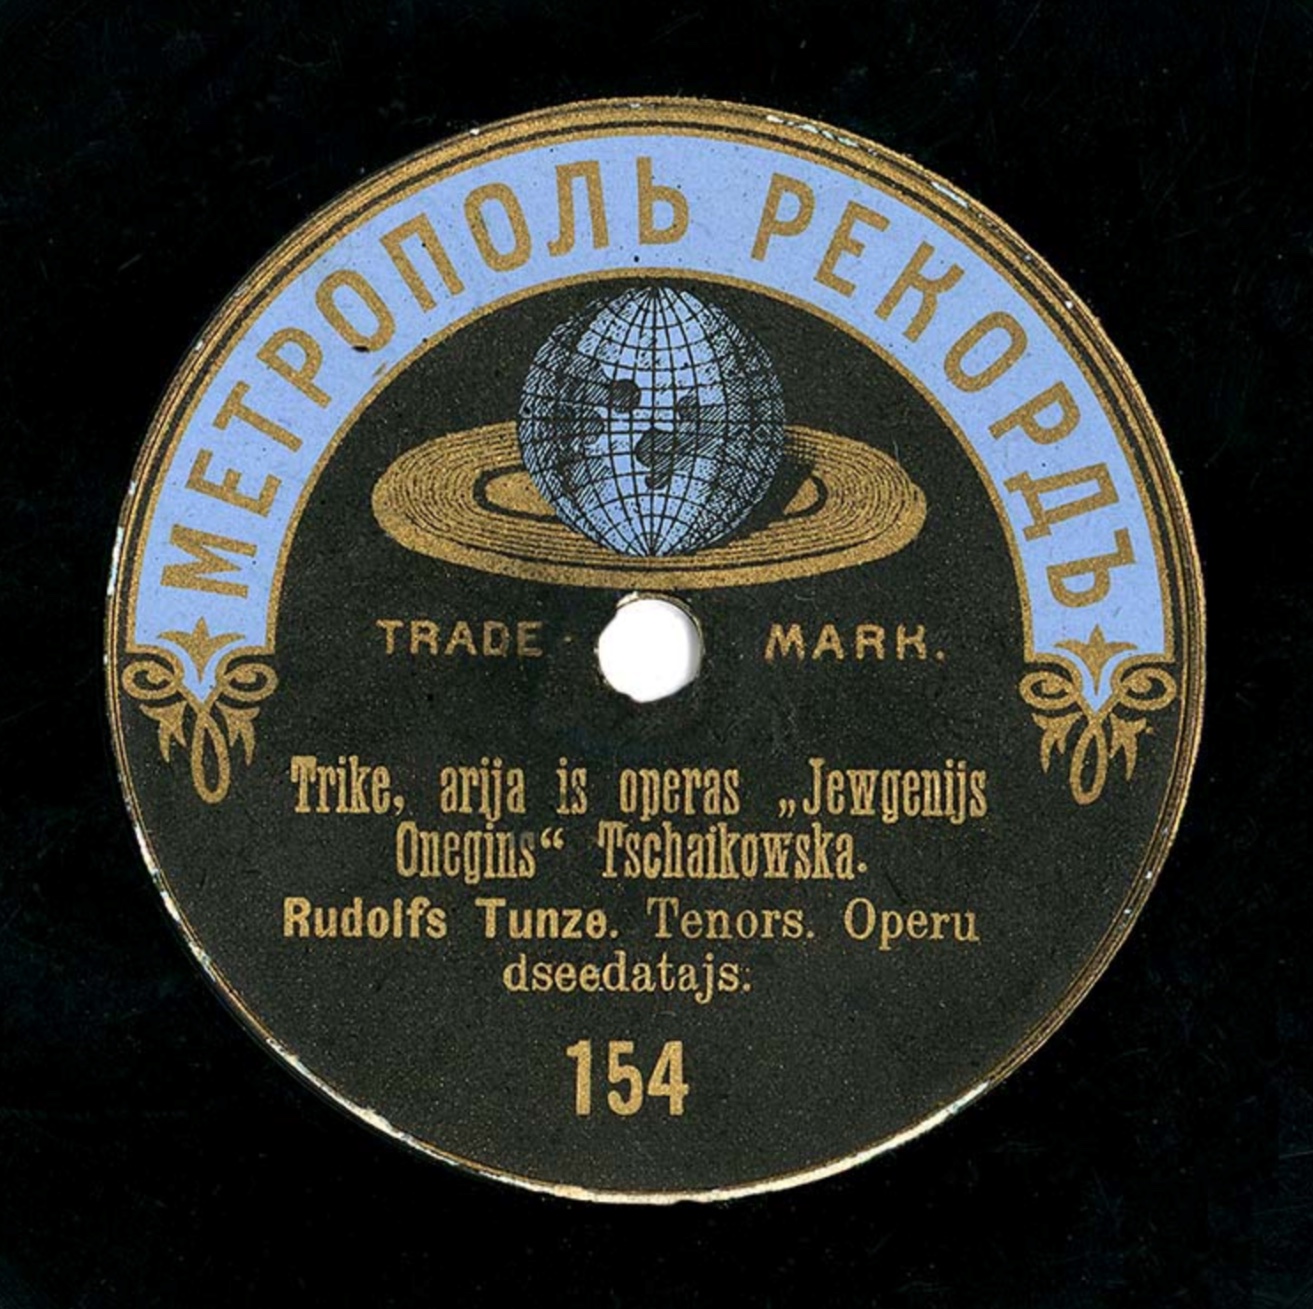 МЕТРОПОЛЬ РЕКОРДЪ
TRADE MARK.
Trike, arija is operas „Jewgenijs
Onegins“ Tschaikowska.
Rudolfs Tunze. Tenors. Operu
dseedatajs.
154